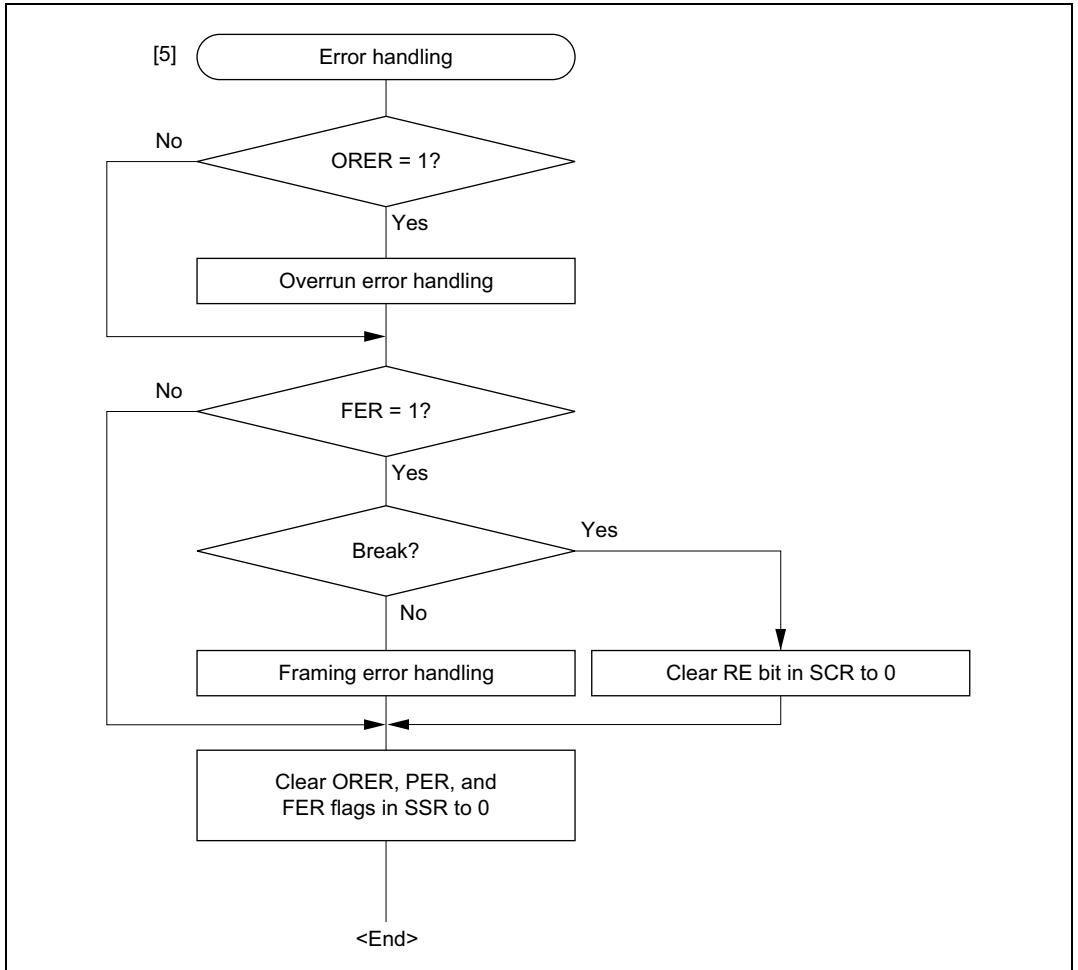 [5] Error handling
No
ORER = 1?
Yes
Overrun error handling
No
FER = 1?
Yes
Yes
Break?
No
Framing error handling
Clear RE bit in SCR to 0
Clear ORER, PER, and
FER flags in SSR to 0
<End>